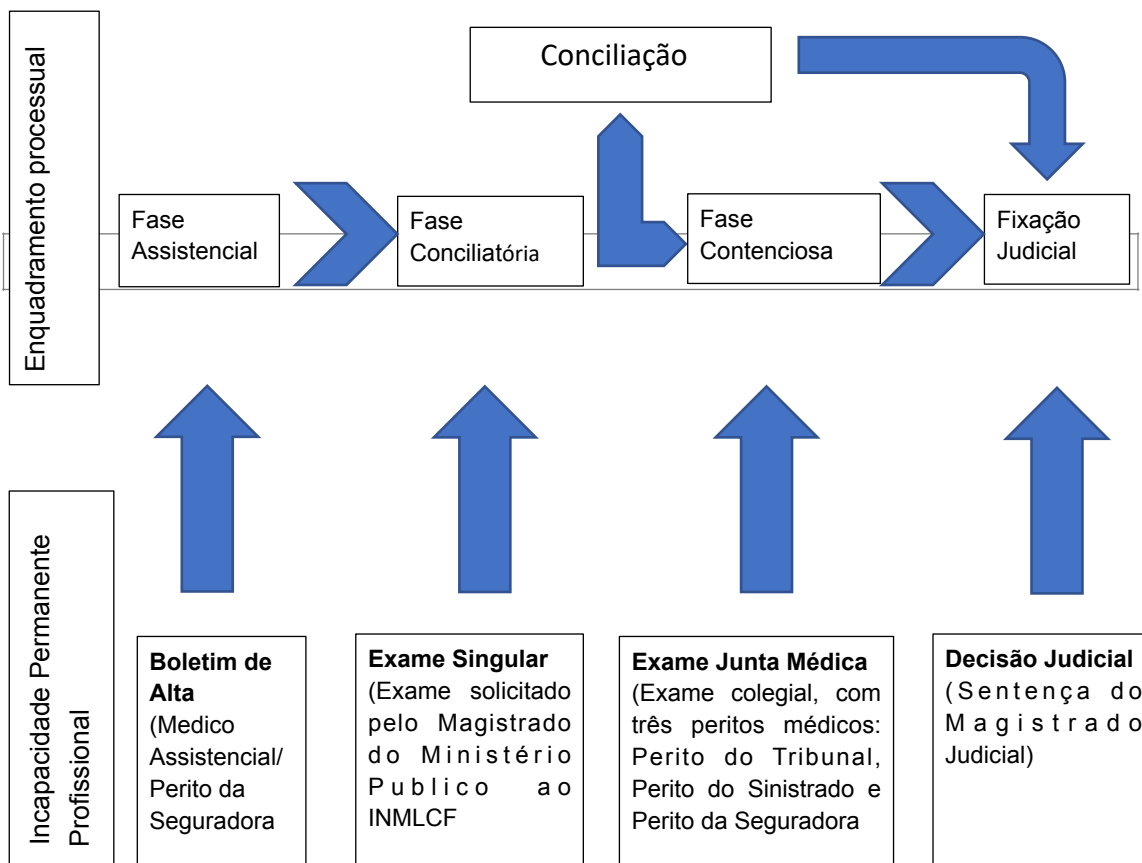 Enquadramento processual
Conciliação
Fase
Assistencial
Fase
Conciliatória
Fase
Contenciosa
Fixação
Judicial
Incapacidade Permanente
Profissional
Boletim de
Alta
(Medico
Assistencial/
Perito da
Seguradora
Exame Singular
(Exame solicitado
pelo Magistrado
do Ministério
Publico ao
INMLCF
Exame Junta Médica
(Exame colegial, com
três peritos médicos:
Perito do Tribunal,
Perito do Sinistrado e
Perito da Seguradora
Decisão Judicial
(Sentença do
Magistrado
Judicial)